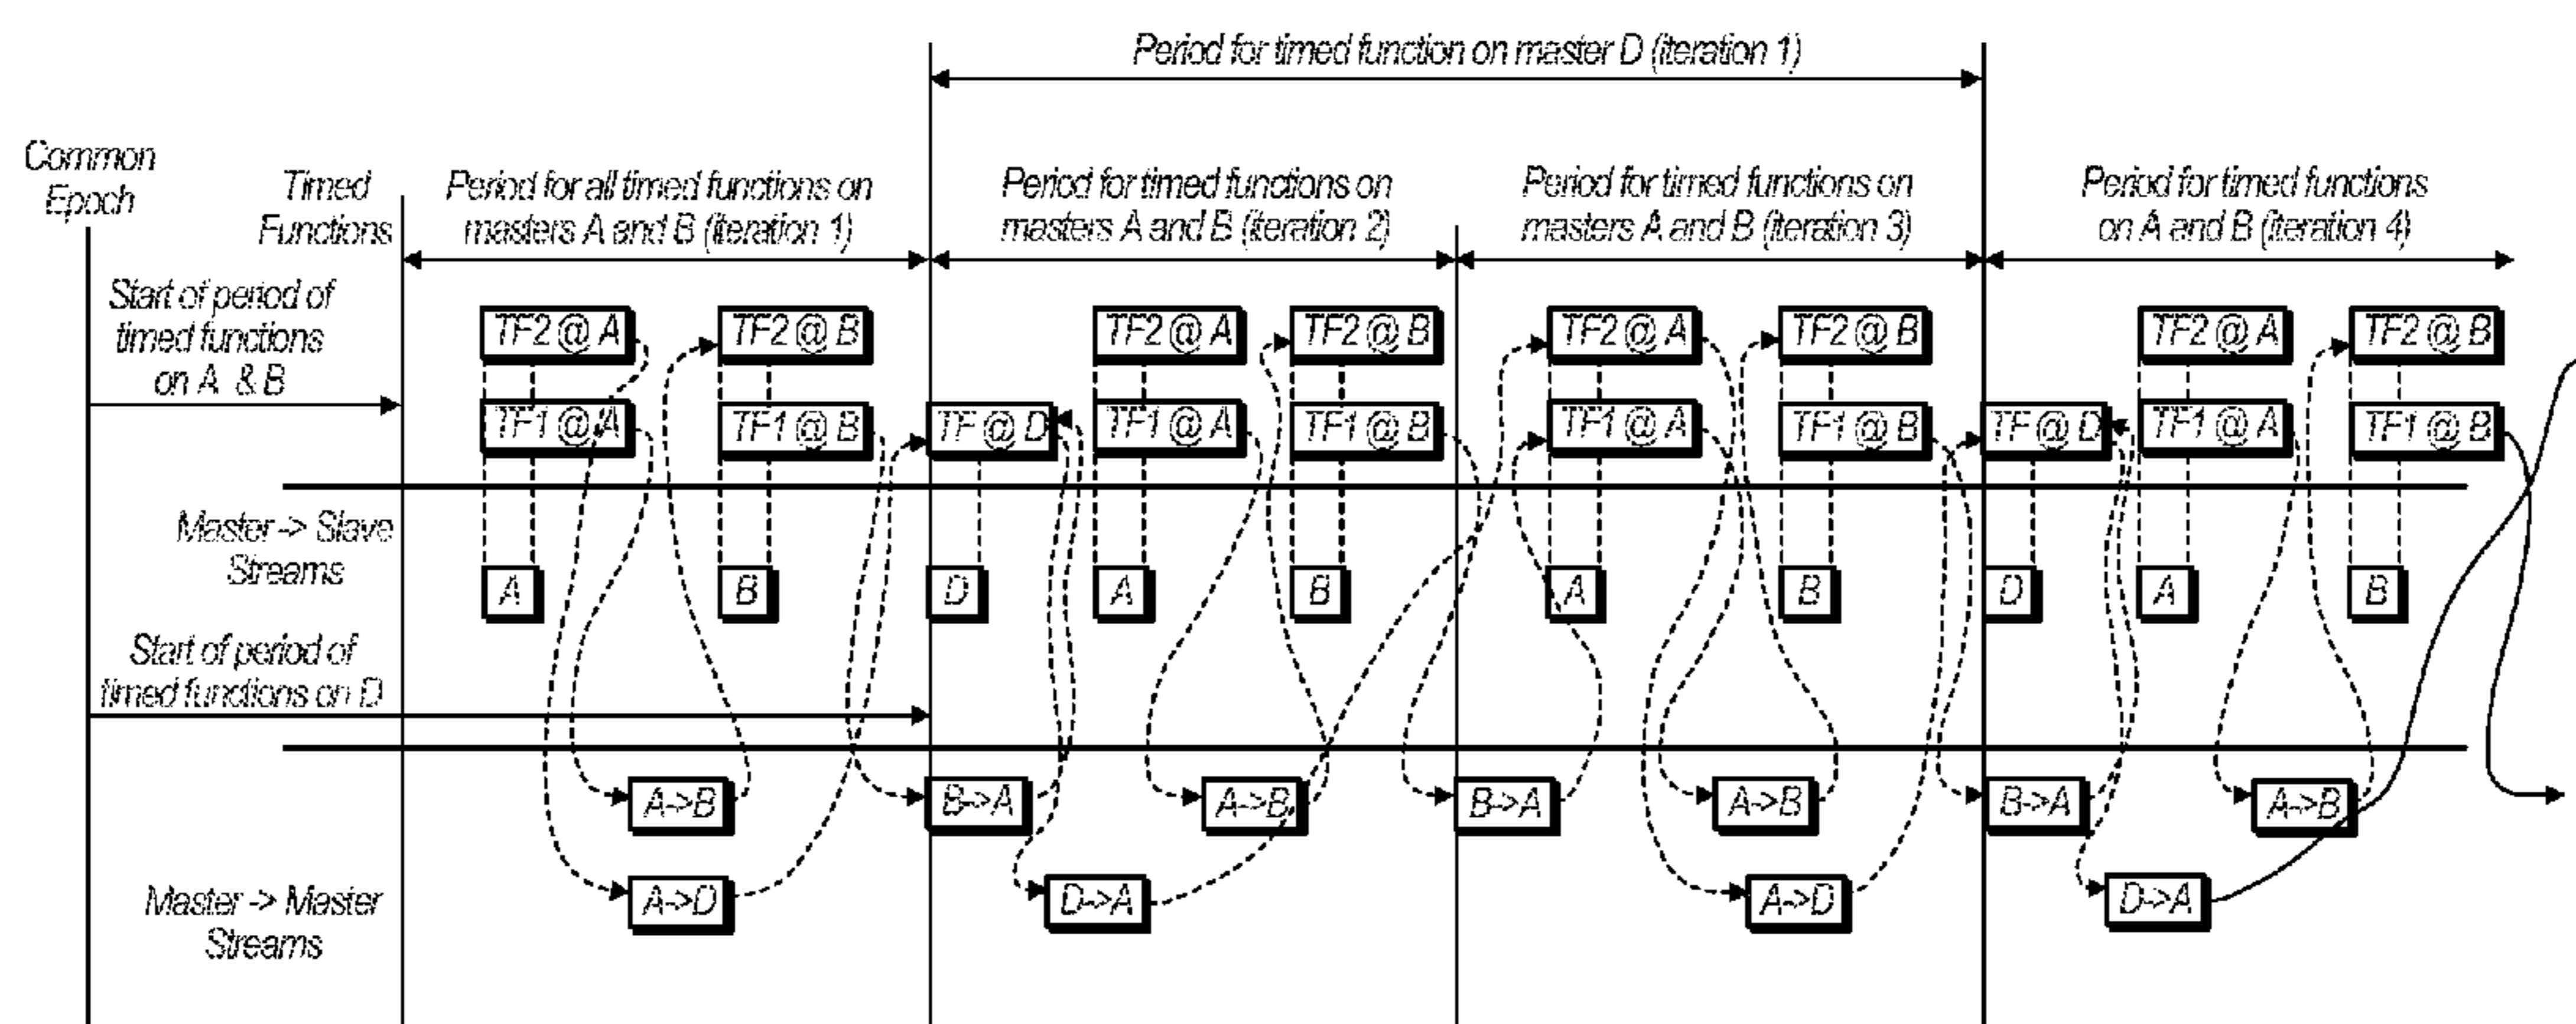 Period for timed function on master D (iteration 1)
Common
Epoch
Timed
Functions
Period for all timed functions on
masters A and B (iteration 1)
Period for timed functions on
masters A and B (iteration 2)
Period for timed functions on
masters A and B (iteration 3)
Period for timed functions
on A and B (iteration 4)
Start of period of
timed functions
on A & B
TF2 @ A
TF2 @ B
TF2 @ A
TF2 @ B
TF2 @ A
TF2 @ B
TF2 @ A
TF2 @ B
TF1 @ A
TF1 @ B
TF @ D
TF1 @ A
TF1 @ B
TF1 @ A
TF1 @ B
TF @ D
TF1 @ A
TF1 @ B
Master -> Slave
Streams
A
B
D
A
B
A
B
D
A
B
Start of period of
timed functions on D
A->B
B->A
A->B
B->A
A->B
B->A
A->B
Master -> Master
Streams
A->D
D->A
A->D
D->A